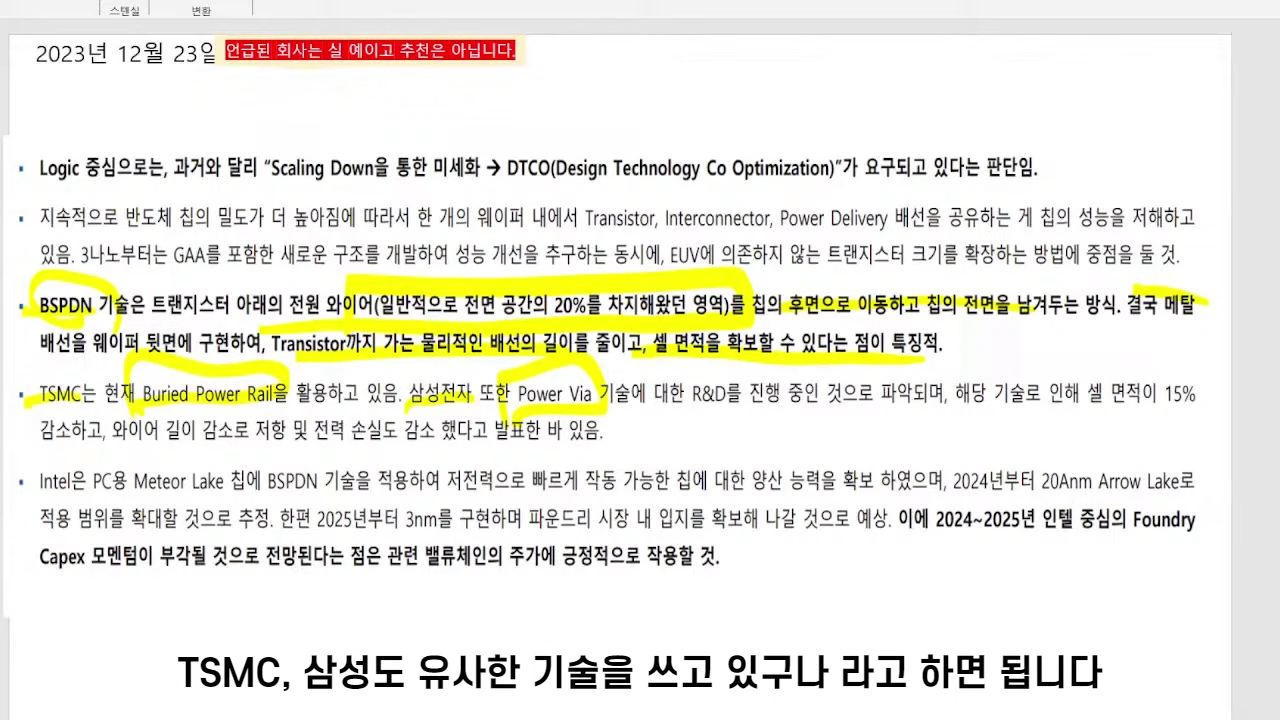 스텐실 변환
2023년 12월 23일 언급된 회사는 실 예이고 추천은 아닙니다.
▪ Logic 중심으로는, 과거와 달리 “Scaling Down을 통한 미세화 → DTCO(Design Technology Co Optimization)”가 요구되고 있다는 판단임.
▪ 지속적으로 반도체 칩의 밀도가 더 높아짐에 따라서 한 개의 웨이퍼 내에서 Transistor, Interconnector, Power Delivery 배선을 공유하는 게 칩의 성능을 저해하고
있음. 3나노부터는 GAA를 포함한 새로운 구조를 개발하여 성능 개선을 추구하는 동시에, EUV에 의존하지 않는 트랜지스터 크기를 확장하는 방법에 중점을 둘 것.
▪ BSPDN 기술은 트랜지스터 아래의 전원 와이어(일반적으로 전면 공간의 20%를 차지해왔던 영역)를 칩의 후면으로 이동하고 칩의 전면을 남겨두는 방식. 결국 메탈
배선을 웨이퍼 뒷면에 구현하여, Transistor까지 가는 물리적인 배선의 길이를 줄이고, 셀 면적을 확보할 수 있다는 점이 특징적.
▪ TSMC는 현재 Buried Power Rail을 활용하고 있음. 삼성전자 또한 Power Via 기술에 대한 R&D를 진행 중인 것으로 파악되며, 해당 기술로 인해 셀 면적이 15%
감소하고, 와이어 길이 감소로 저항 및 전력 손실도 감소 했다고 발표한 바 있음.
▪ Intel은 PC용 Meteor Lake 칩에 BSPDN 기술을 적용하여 저전력으로 빠르게 작동 가능한 칩에 대한 양산 능력을 확보 하였으며, 2024년부터 20Anm Arrow Lake로
적용 범위를 확대할 것으로 추정. 한편 2025년부터 3nm를 구현하며 파운드리 시장 내 입지를 확보해 나갈 것으로 예상. 이에 2024~2025년 인텔 중심의 Foundry
Capex 모멘텀이 부각될 것으로 전망된다는 점은 관련 밸류체인의 주가에 긍정적으로 작용할 것.
TSMC, 삼성도 유사한 기술을 쓰고 있구나 라고 하면 됩니다